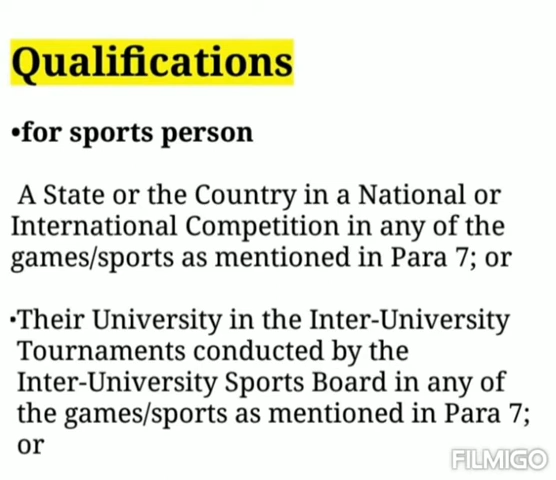 Qualifications
•for sports person
A State or the Country in a National or
International Competition in any of the
games/sports as mentioned in Para 7; or
•Their University in the Inter-University
Tournaments conducted by the
Inter-University Sports Board in any of
the games/sports as mentioned in Para 7;
or
FILMIGO